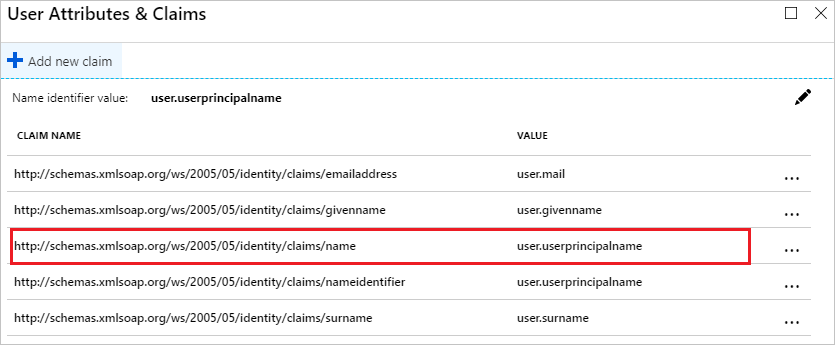 User Attributes & Claims
Add new claim
Name identifier value: user.userprincipalname
CLAIM NAME VALUE
http://schemas.xmlsoap.org/ws/2005/05/identity/claims/emailaddress user.mail ...
http://schemas.xmlsoap.org/ws/2005/05/identity/claims/givenname user.givenname ...
http://schemas.xmlsoap.org/ws/2005/05/identity/claims/name user.userprincipalname ...
http://schemas.xmlsoap.org/ws/2005/05/identity/claims/nameidentifier user.userprincipalname ...
http://schemas.xmlsoap.org/ws/2005/05/identity/claims/surname user.surname ...